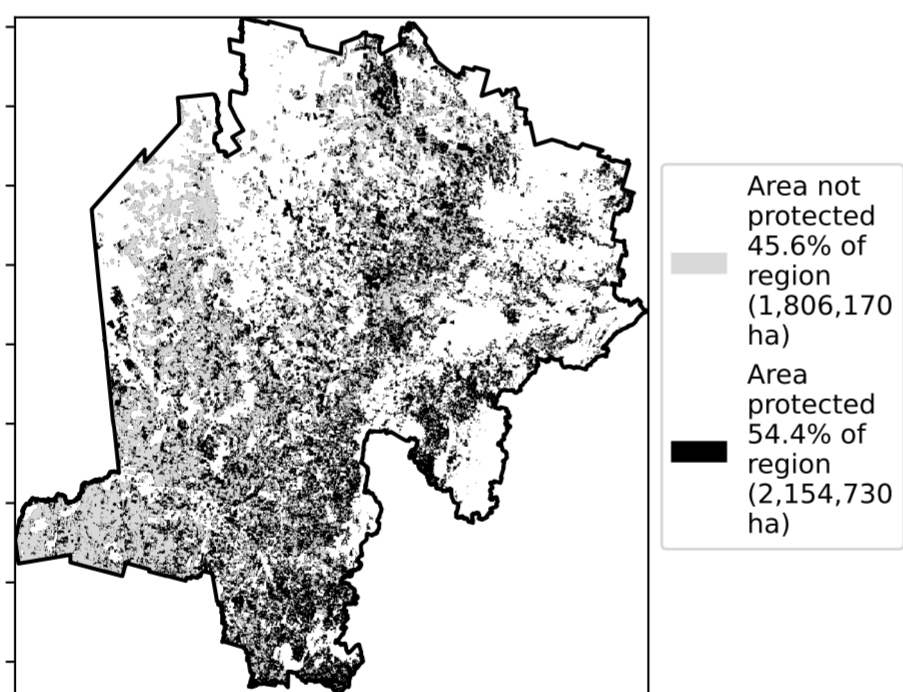 Area not
protected
45.6% of
region
(1,806,170
ha)
Area
protected
54.4% of
region
(2,154,730
ha)